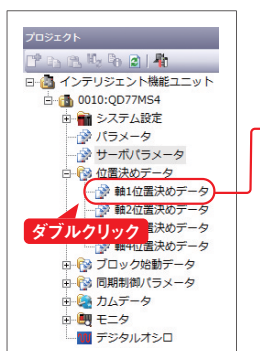 プロジェクト
インテリジェント機能ユニット
0010:QD77MS4
システム設定
パラメータ
サーボパラメータ
位置決めデータ
軸1位置決めデータ
軸2位置決めデータ
ダブルクリック
置決めデータ
軸4位置決めデータ
ブロック始動データ
同期制御パラメータ
カムデータ
モニタ
デジタルオシロ